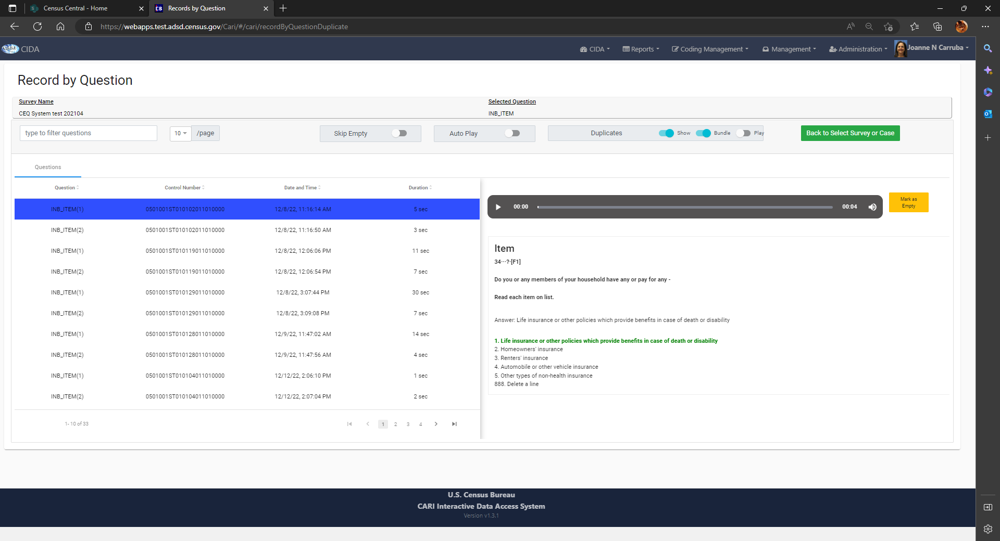 Census Central - Home
Records by Question
https://webapps.test.adsd.census.gov/Cari/#/cari/recordByQuestionDuplicate
CIDA
CIDA
Reports
Coding Management
Management
Administration
Joanne N Carruba
Record by Question
Survey Name
Selected Question
CEQ System test 202104
INB_ITEM
type to filter questions
10
/page
Skip Empty
Auto Play
Duplicates
Show
Bundle
Play
Back to Select Survey or Case
Questions
Question Control Number Date and Time Duration
INB_ITEM(1) 0501001ST010102011010000 12/8/22, 11:16:14 AM 5 sec
INB_ITEM(2) 0501001ST010102011010000 12/8/22, 11:16:50 AM 3 sec
INB_ITEM(1) 0501001ST010119011010000 12/8/22, 12:06:06 PM 11 sec
INB_ITEM(2) 0501001ST010119011010000 12/8/22, 12:06:54 PM 7 sec
INB_ITEM(1) 0501001ST010129011010000 12/8/22, 3:07:44 PM 30 sec
INB_ITEM(2) 0501001ST010129011010000 12/8/22, 3:09:08 PM 7 sec
INB_ITEM(1) 0501001ST010128011010000 12/9/22, 11:47:02 AM 14 sec
INB_ITEM(2) 0501001ST010128011010000 12/9/22, 11:47:56 AM 4 sec
INB_ITEM(1) 0501001ST010104011010000 12/12/22, 2:06:10 PM 1 sec
INB_ITEM(2) 0501001ST010104011010000 12/12/22, 2:07:04 PM 2 sec
1- 10 of 33
1 2 3 4
00:00
00:04
Mark as
Empty
Item
34···?·[F1]
Do you or any members of your household have any or pay for any -
Read each item on list.
Answer: Life insurance or other policies which provide benefits in case of death or disability
1. Life insurance or other policies which provide benefits in case of death or disability
2. Homeowners' insurance
3. Renters' insurance
4. Automobile or other vehicle insurance
5. Other types of non-health insurance
888. Delete a line
U.S. Census Bureau
CARI Interactive Data Access System
Version v1.3.1